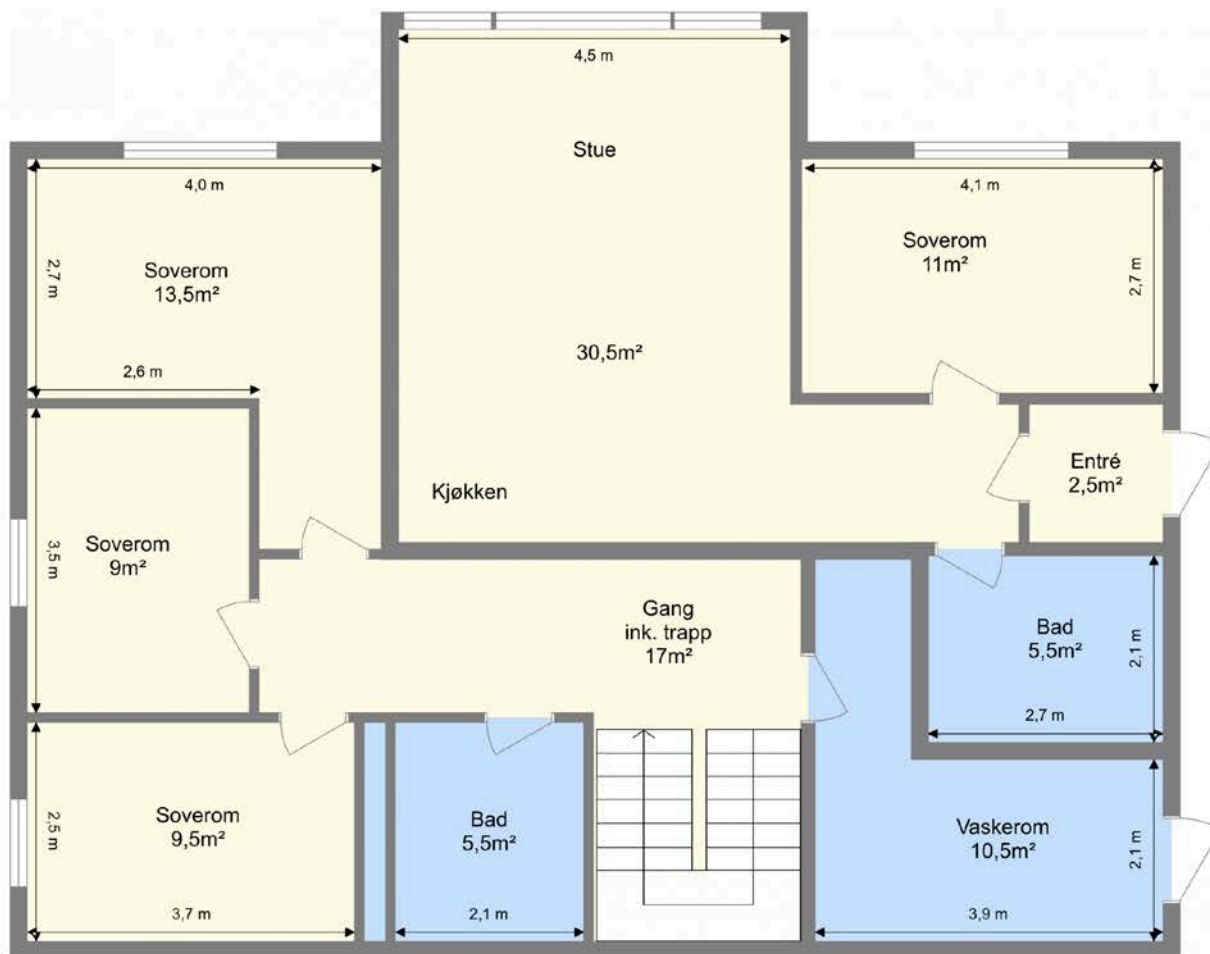 4,5 m
Stue
4,0 m
4,1 m
Soverom
11m²
2,7 m
Soverom
13,5m²
2,7 m
30,5m²
2,6 m
Entré
2,5m²
Kjøkken
Soverom
9m²
3,5 m
Gang
ink. trapp
17m²
Bad
5,5m²
2,1 m
2,7 m
Soverom
9,5m²
2,5 m
3,7 m
Bad
5,5m²
2,1 m
Vaskerom
10,5m²
2,1 m
3,9 m